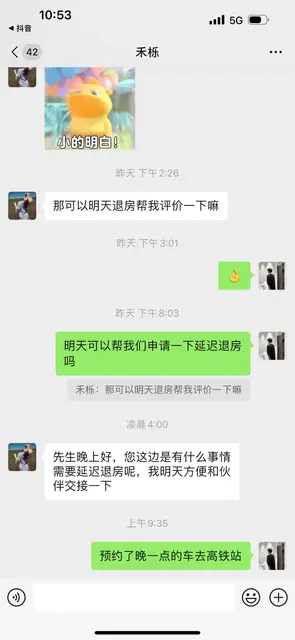 10:53
5G
抖音
42
禾栎
小的明白！
昨天 下午2:26
那可以明天退房帮我评价一下嘛
昨天 下午3:01
昨天 下午8:03
明天可以帮我们申请一下延迟退房
吗
禾栎：那可以明天退房帮我评价一下嘛
凌晨4:00
先生晚上好，您这边是有什么事情
需要延迟退房呢，我明天方便和伙
伴交接一下
上午9:35
预约了晚一点的车去高铁站